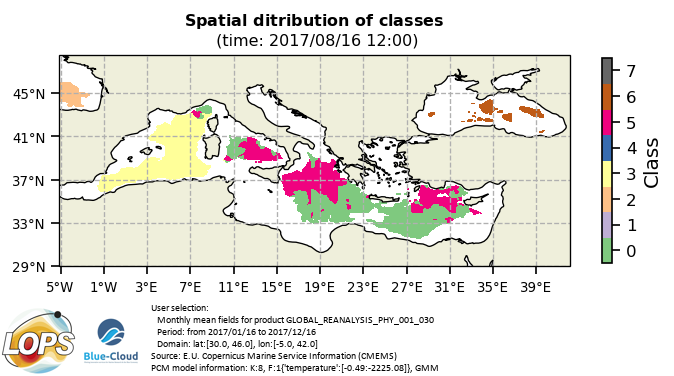 Spatial ditribution of classes
(time: 2017/08/16 12:00)
45°N
41°N
37°N
33°N
29°N
5°W 1°W 3°E 7°E 11°E 15°E 19°E 23°E 27°E 31°E 35°E 39°E
7
6
5
4
3
2
1
0
Class
LOPS
Blue-Cloud
User selection:
Monthly mean fields for product GLOBAL_REANALYSIS_PHY_001_030
Period: from 2017/01/16 to 2017/12/16
Domain: lat:[30.0, 46.0], lon:[-5.0, 42.0]
Source: E.U. Copernicus Marine Service Information (CMEMS)
PCM model information: K:8, F:1{'temperature':[-0.49:-2225.08]}, GMM